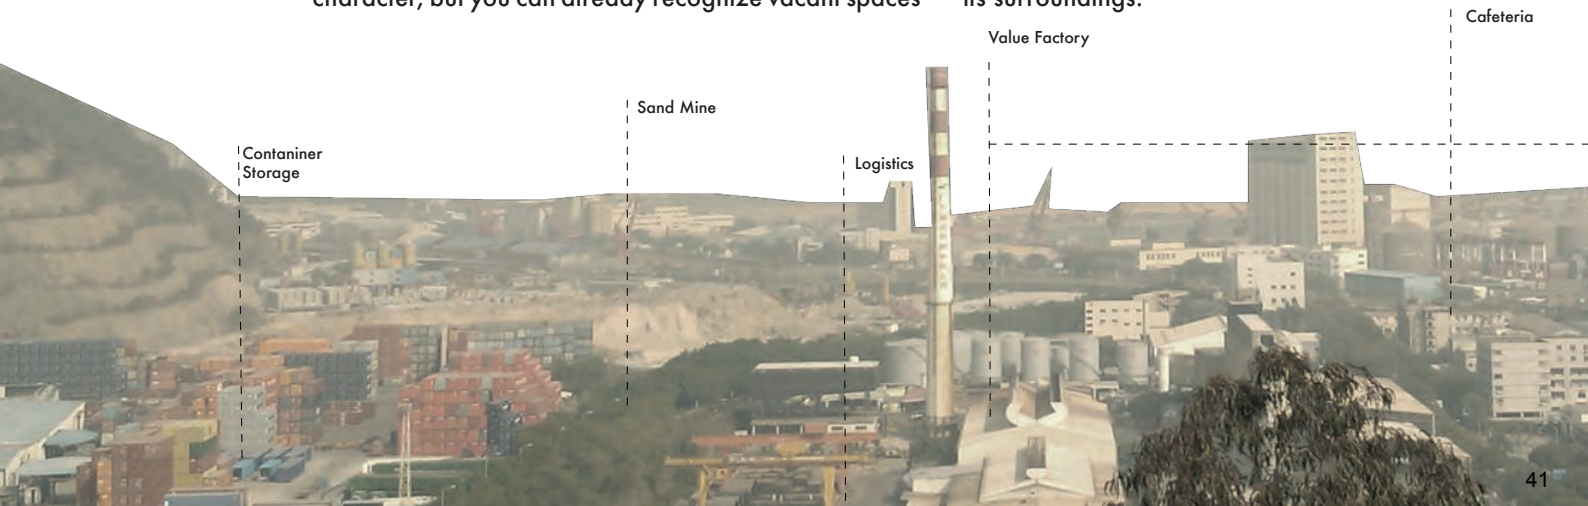 character, but you can already recognize vacant spaces
its surroundings.
Cafeteria
Value Factory
Sand Mine
Contaniner
Storage
Logistics
41